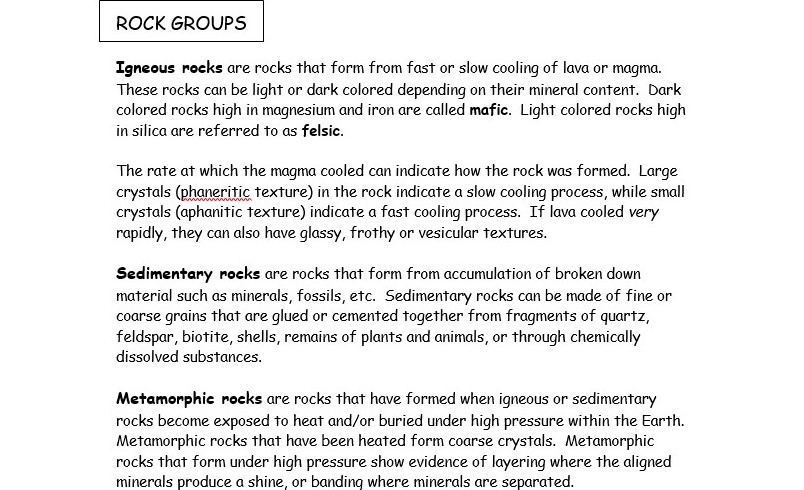 ROCK GROUPS
Igneous rocks are rocks that form from fast or slow cooling of lava or magma.
These rocks can be light or dark colored depending on their mineral content. Dark
colored rocks high in magnesium and iron are called mafic. Light colored rocks high
in silica are referred to as felsic.
The rate at which the magma cooled can indicate how the rock was formed. Large
crystals (phaneritic texture) in the rock indicate a slow cooling process, while small
crystals (aphanitic texture) indicate a fast cooling process. If lava cooled very
rapidly, they can also have glassy, frothy or vesicular textures.
Sedimentary rocks are rocks that form from accumulation of broken down
material such as minerals, fossils, etc. Sedimentary rocks can be made of fine or
coarse grains that are glued or cemented together from fragments of quartz,
feldspar, biotite, shells, remains of plants and animals, or through chemically
dissolved substances.
Metamorphic rocks are rocks that have formed when igneous or sedimentary
rocks become exposed to heat and/or buried under high pressure within the Earth.
Metamorphic rocks that have been heated form coarse crystals. Metamorphic
rocks that form under high pressure show evidence of layering where the aligned
minerals produce a shine, or banding where minerals are separated.